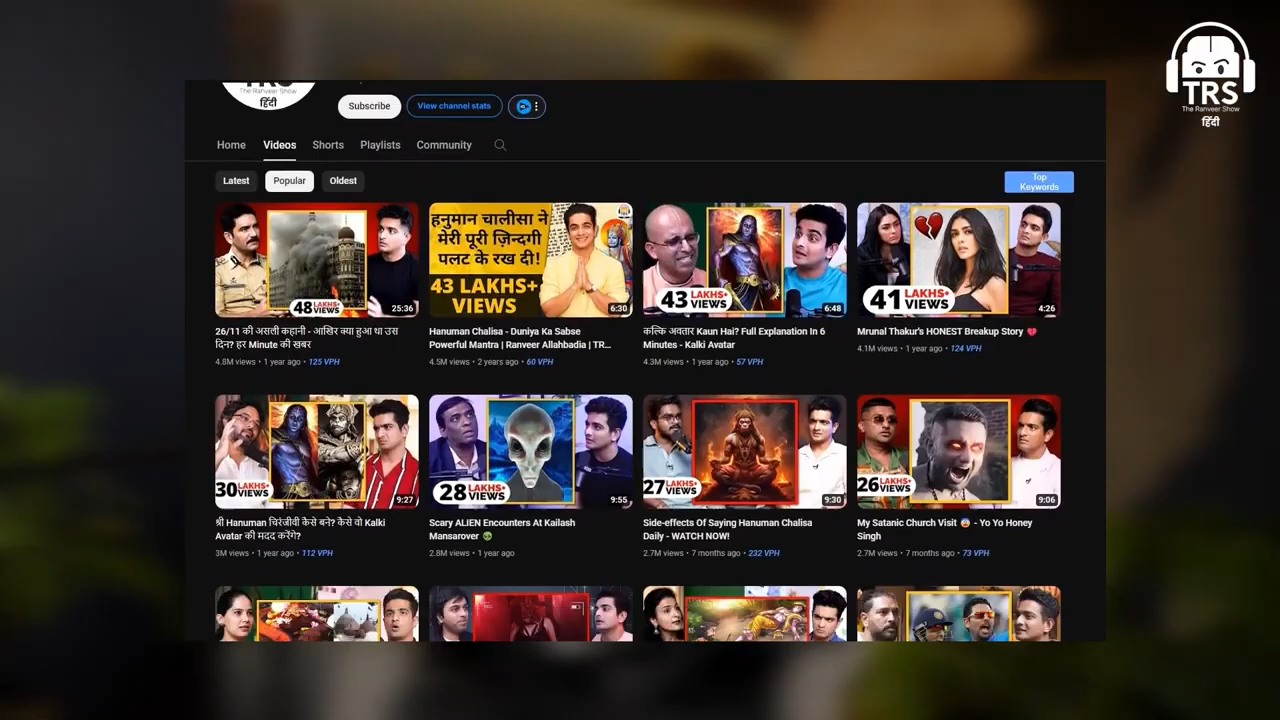 TRS
The Ranveer Show
हिंदी
The Ranveer Show
हिंदी
Subscribe
View channel stats
Home
Videos
Shorts
Playlists
Community
Latest
Popular
Oldest
Top
Keywords
48 LAKHS+ VIEWS
25:36
हनुमान चालीसा ने
मेरी पूरी ज़िन्दगी
पलट के रख दी!
43 LAKHS+
VIEWS
6:30
43 LAKHS+ VIEWS
6:48
41 LAKHS+ VIEWS
4:26
26/11 की असली कहानी - आखिर क्या हुआ था उस
दिन? हर Minute की खबर
4.8M views • 1 year ago • 125 VPH
Hanuman Chalisa - Duniya Ka Sabse
Powerful Mantra | Ranveer Allahbadia | TR...
4.5M views • 2 years ago • 60 VPH
कल्कि अवतार Kaun Hai? Full Explanation In 6
Minutes - Kalki Avatar
4.3M views • 1 year ago • 57 VPH
Mrunal Thakur's HONEST Breakup Story 💔
4.1M views • 1 year ago • 124 VPH
30 LAKHS+ VIEWS
9:27
28 LAKHS+ VIEWS
9:55
27 LAKHS+ VIEWS
9:30
26 LAKHS+ VIEWS
9:06
श्री Hanuman चिरंजीवी कैसे बने? कैसे वो Kalki
Avatar की मदद करेंगे?
3M views • 1 year ago • 112 VPH
Scary ALIEN Encounters At Kailash
Mansarover 👽
2.8M views • 1 year ago
Side-effects Of Saying Hanuman Chalisa
Daily - WATCH NOW!
2.7M views • 7 months ago • 232 VPH
My Satanic Church Visit 😨 - Yo Yo Honey
Singh
2.7M views • 7 months ago • 73 VPH